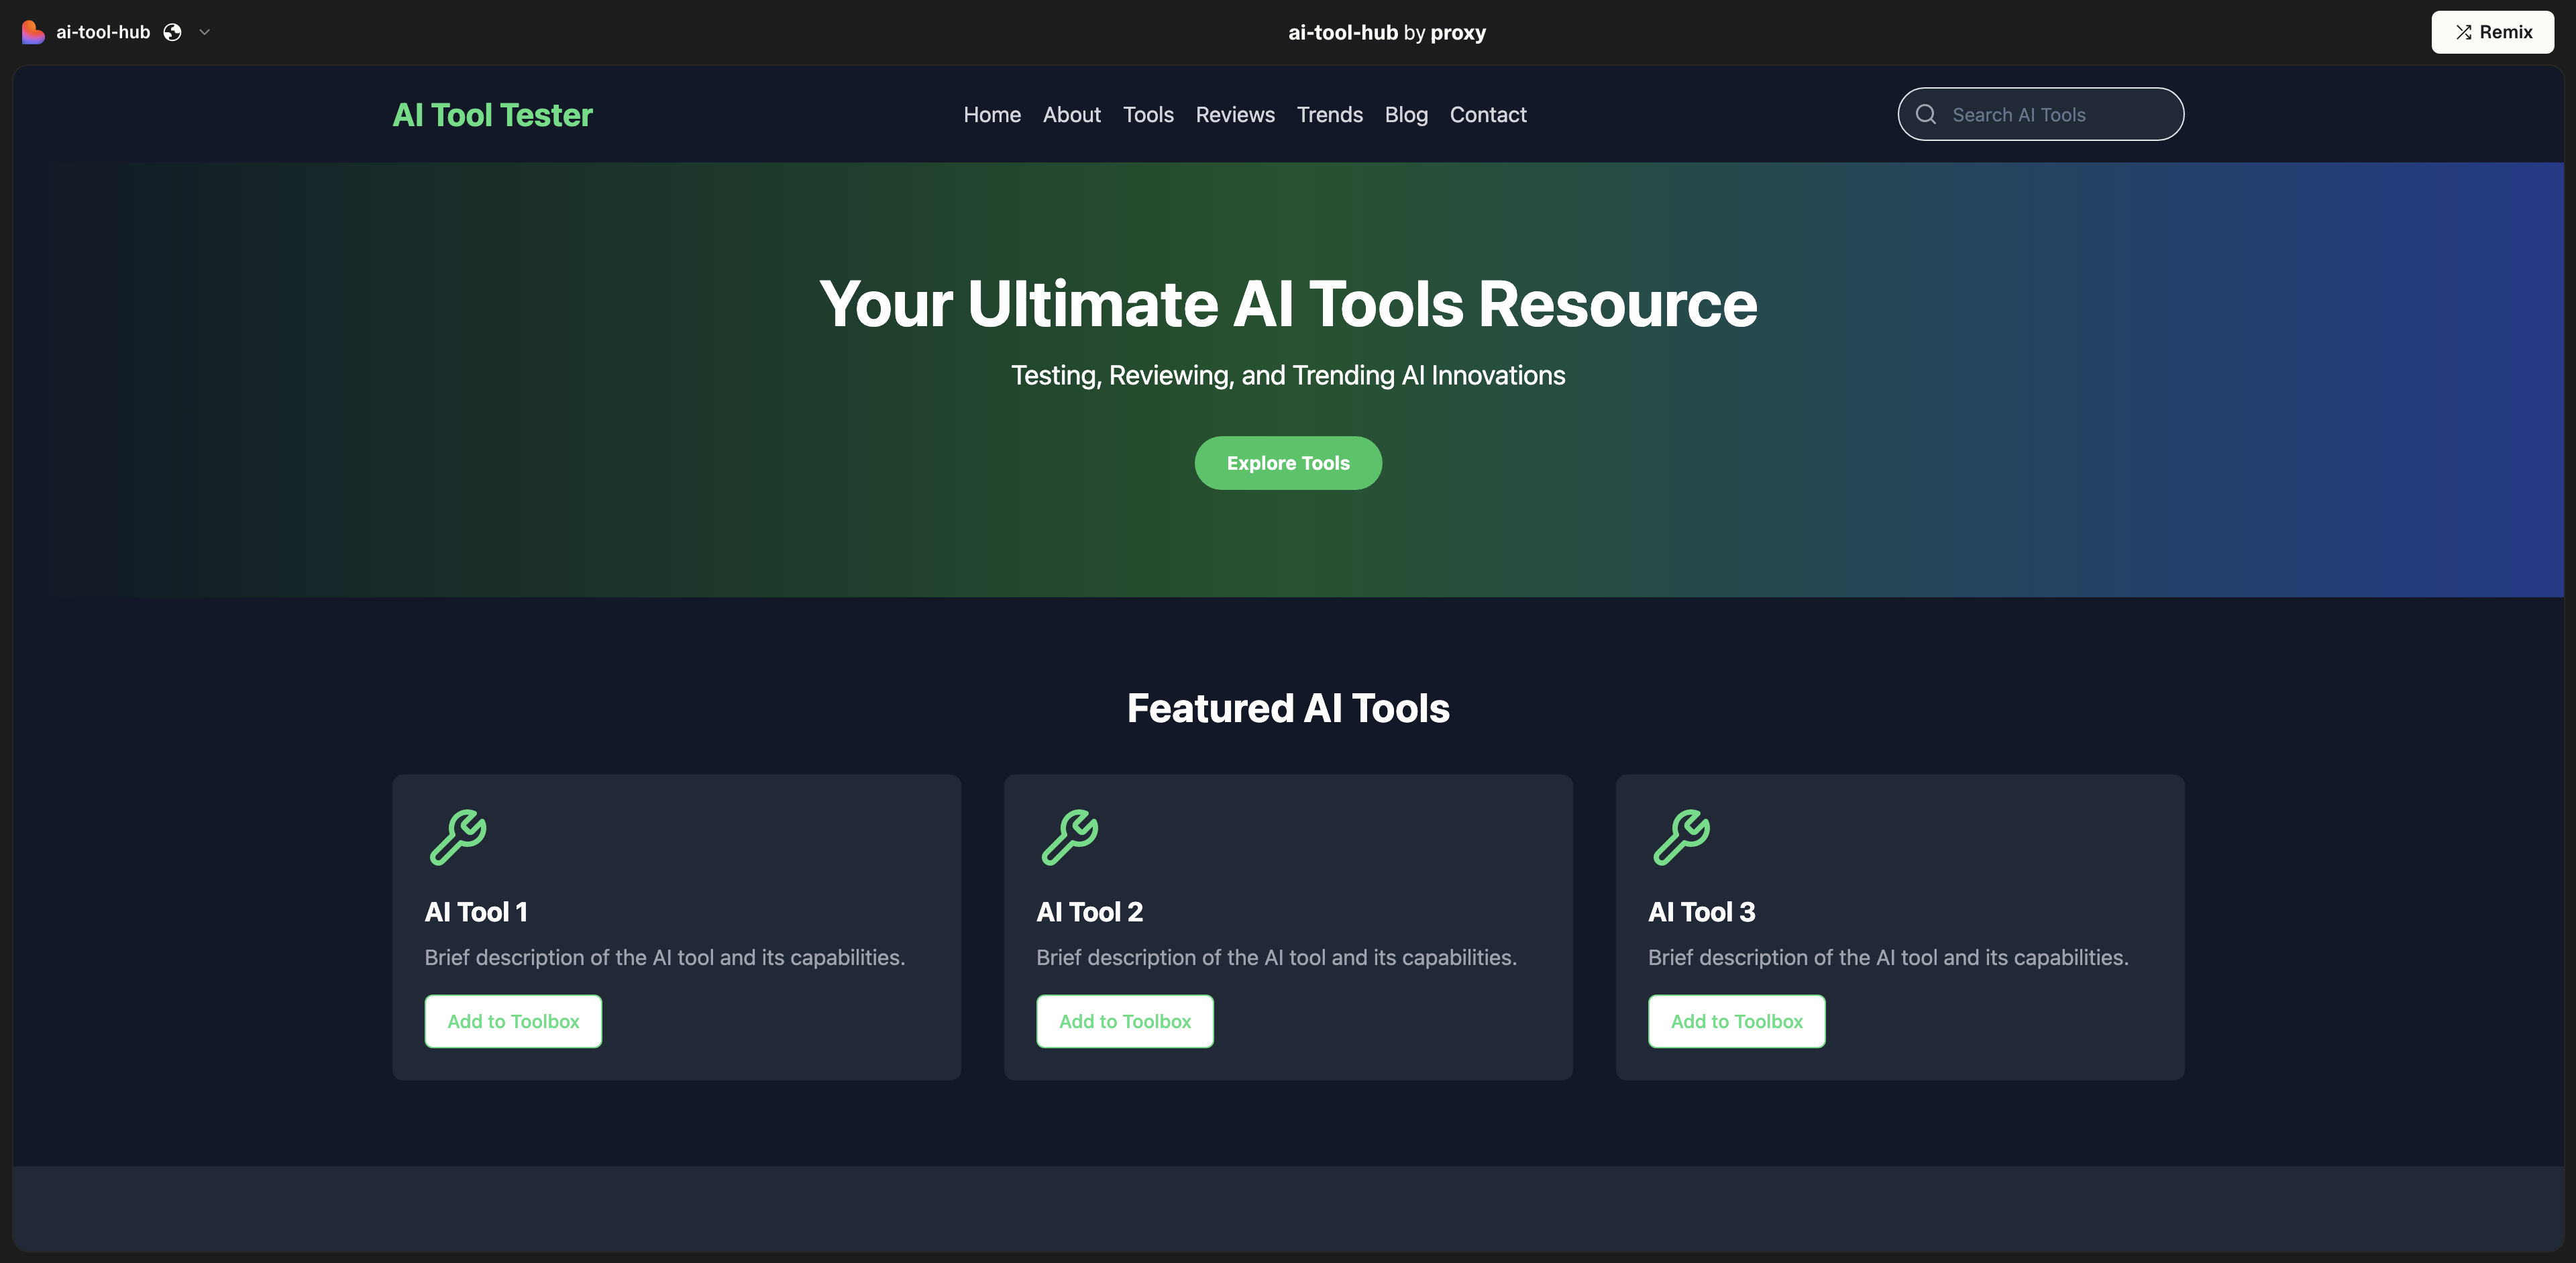 ai-tool-hub
ai-tool-hub by proxy
Remix
AI Tool Tester
Home About Tools Reviews Trends Blog Contact
Search AI Tools
Your Ultimate AI Tools Resource
Testing, Reviewing, and Trending AI Innovations
Explore Tools
Featured AI Tools
AI Tool 1
Brief description of the AI tool and its capabilities.
Add to Toolbox
AI Tool 2
Brief description of the AI tool and its capabilities.
Add to Toolbox
AI Tool 3
Brief description of the AI tool and its capabilities.
Add to Toolbox